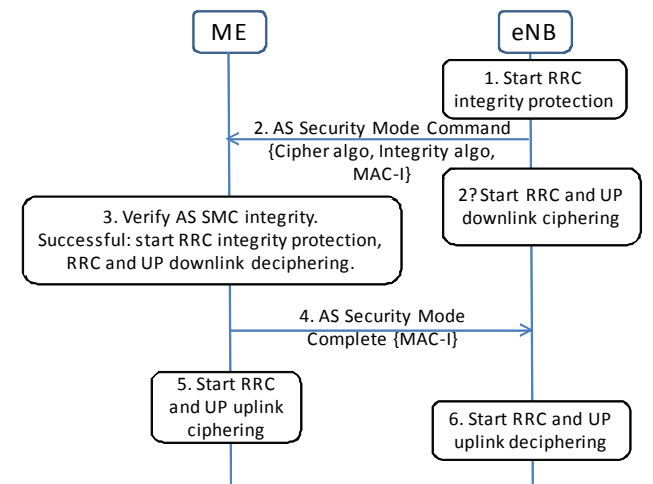 ME
eNB
1. Start RRC
integrity protection
2. AS Security Mode Command
{Cipher algo, Integrity algo,
MAC-I}
2? Start RRC and UP
downlink ciphering
3. Verify AS SMC integrity.
Successful: start RRC integrity protection,
RRC and UP downlink deciphering.
4. AS Security Mode
Complete {MAC-I}
5. Start RRC
and UP uplink
ciphering
6. Start RRC and UP
uplink deciphering